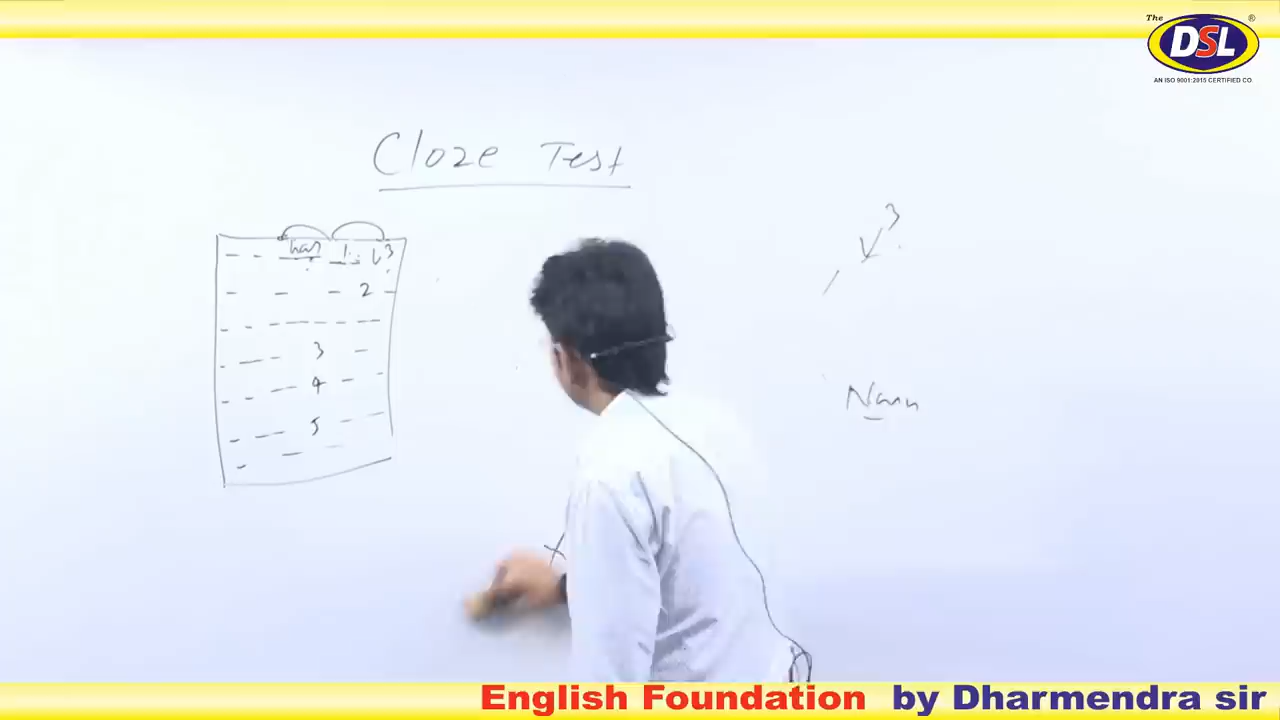 The
®
DSL
AN ISO 9001:2015 CERTIFIED CO
Cloze Test
has 1 V3
2
3
4
5
V3
English Foundation by Dharmendra sir